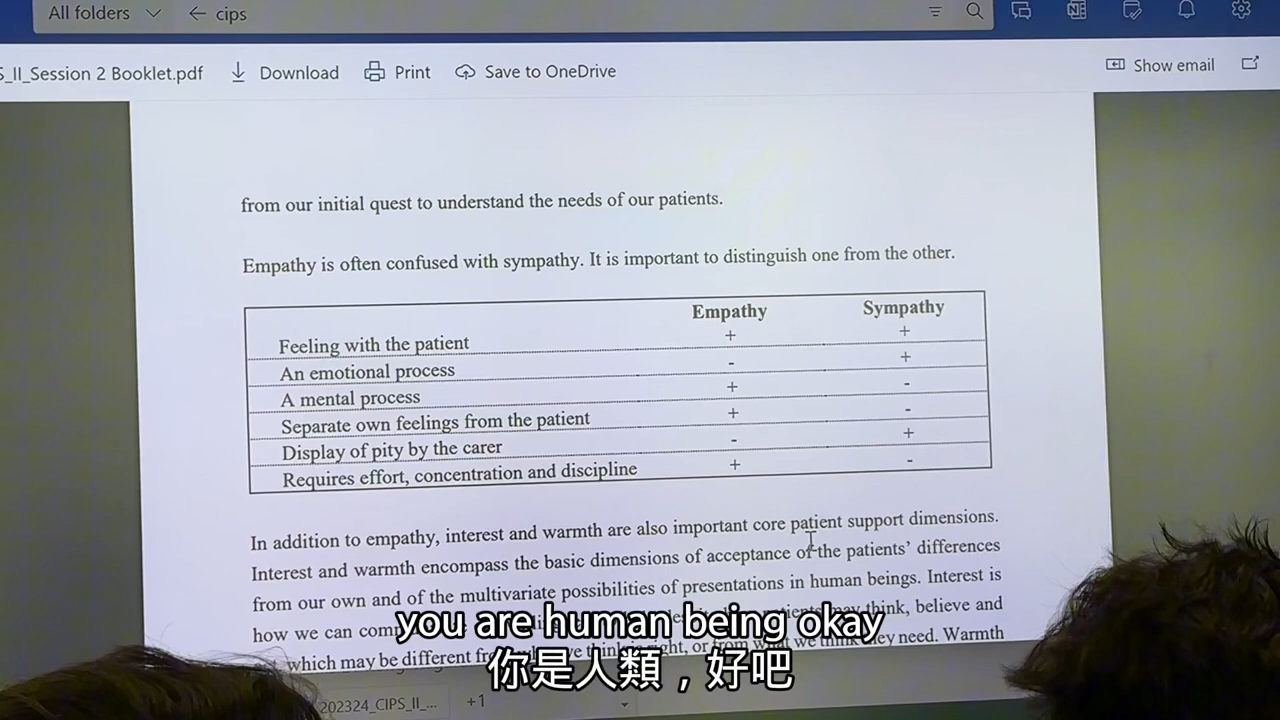 All folders ← cips
S_II_Session 2 Booklet.pdf Download Print Save to OneDrive Show email
from our initial quest to understand the needs of our patients.
Empathy is often confused with sympathy. It is important to distinguish one from the other.
Empathy Sympathy
Feeling with the patient + +
An emotional process - +
A mental process + -
Separate own feelings from the patient + -
Display of pity by the carer - +
Requires effort, concentration and discipline + -
In addition to empathy, interest and warmth are also important core patient support dimensions.
Interest and warmth encompass the basic dimensions of acceptance of the patients' differences
from our own and of the multivariate possibilities of presentations in human beings. Interest is
how we can think, believe and
which may be different right, or from what we think they need. Warmth
you are human being okay
你是人類，好吧
202324_CIPS_II_... +1